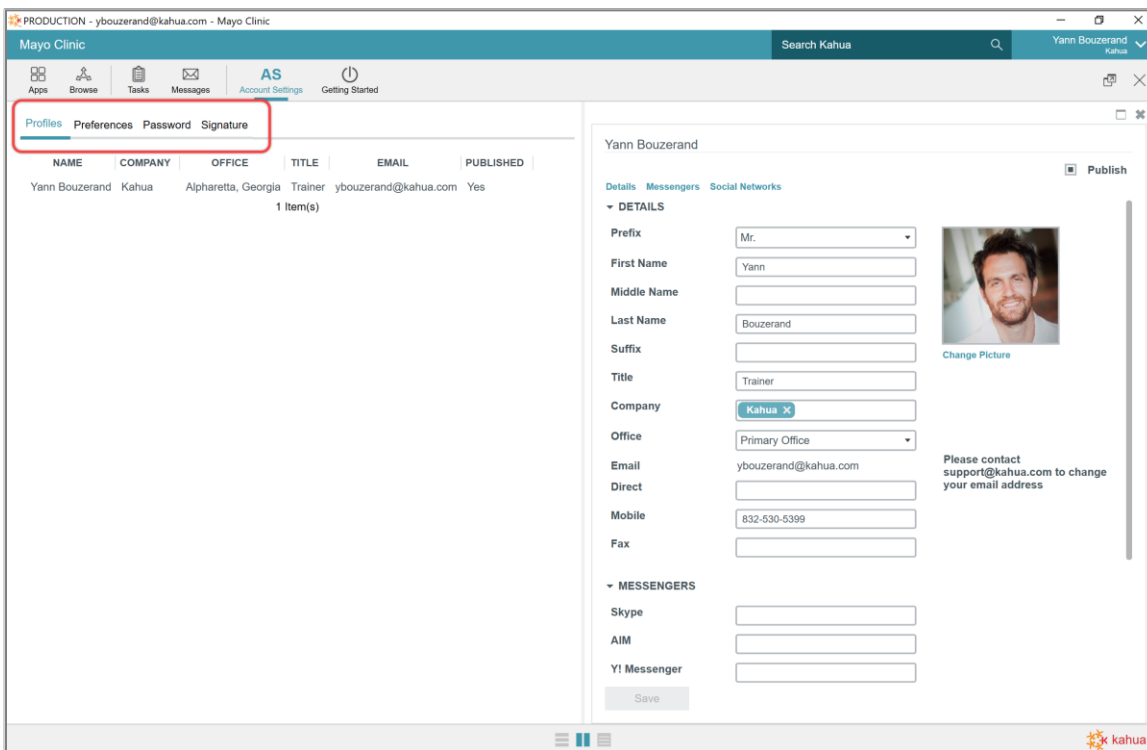 PRODUCTION - ybouzerand@kahua.com - Mayo Clinic
Mayo Clinic
Search Kahua
Yann Bouzerand
Kahua
Apps
Browse
Tasks
Messages
AS
Account Settings
Getting Started
Profiles Preferences Password Signature
NAME COMPANY OFFICE TITLE EMAIL PUBLISHED
Yann Bouzerand Kahua Alpharetta, Georgia Trainer ybouzerand@kahua.com Yes
1 Item(s)
Yann Bouzerand
Publish
Details Messengers Social Networks
DETAILS
Prefix Mr.
First Name Yann
Middle Name
Last Name Bouzerand
Suffix
Change Picture
Title Trainer
Company Kahua X
Office Primary Office
Email ybouzerand@kahua.com
Please contact
support@kahua.com to change
your email address
Direct
Mobile 832-530-5399
Fax
MESSENGERS
Skype
AIM
Y! Messenger
Save
kahua